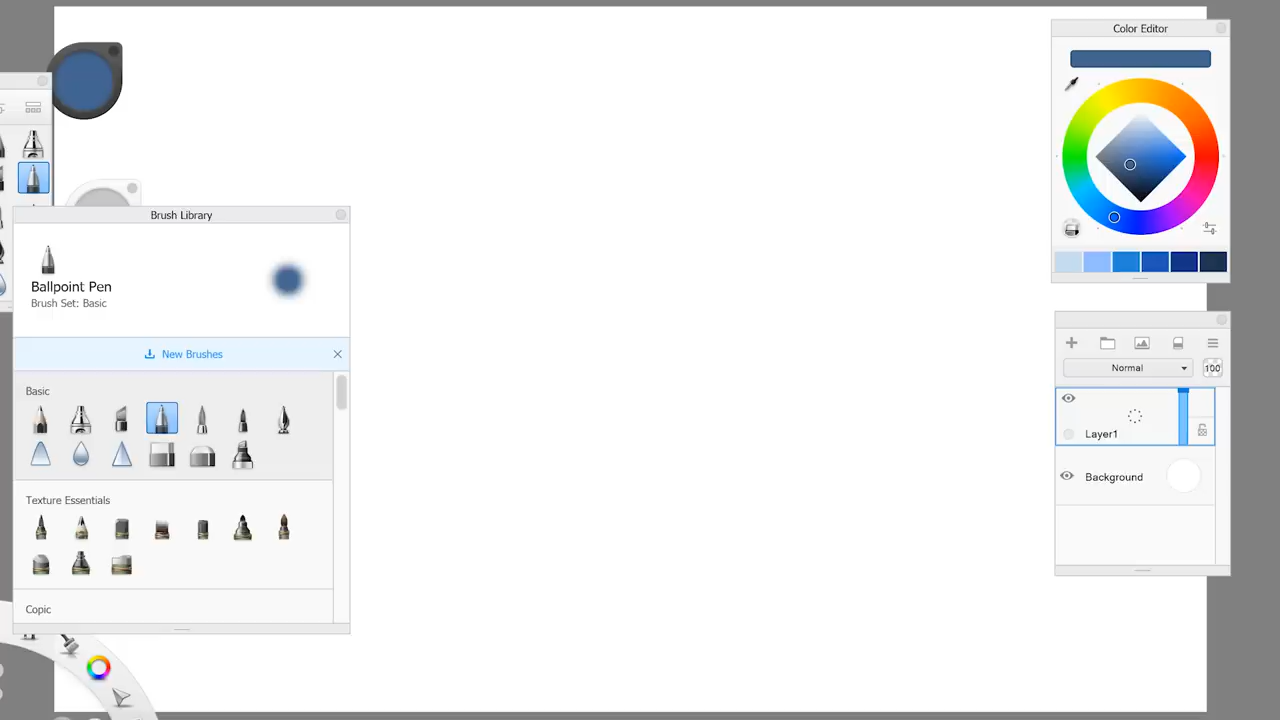 Color Editor
Brush Library
Ballpoint Pen
Brush Set: Basic
New Brushes
Basic
Texture Essentials
Copic
Normal
100
Layer1
Background